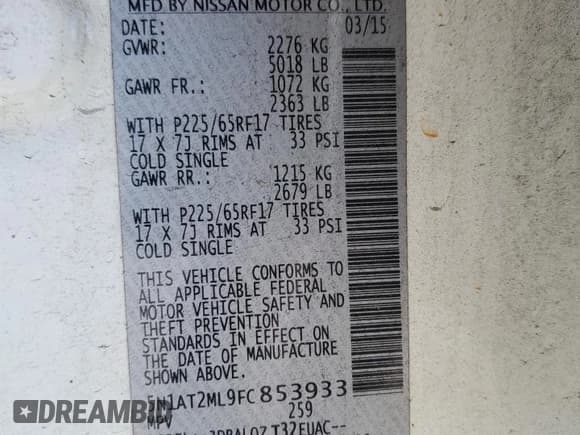 MFD BY NISSAN MOTOR CO., LTD.
DATE: 03/15
GVWR: 2276 KG
5018 LB
GAWR FR.: 1072 KG
2363 LB
WITH P225/65RF17 TIRES
17 X 7J RIMS AT 33 PSI
COLD SINGLE
GAWR RR.: 1215 KG
2679 LB
WITH P225/65RF17 TIRES
17 X 7J RIMS AT 33 PSI
COLD SINGLE
THIS VEHICLE CONFORMS TO
ALL APPLICABLE FEDERAL
MOTOR VEHICLE SAFETY AND
THEFT PREVENTION
STANDARDS IN EFFECT ON
THE DATE OF MANUFACTURE
SHOWN ABOVE.
5N1AT2ML9FC853933
MPV 259
T32EUAC--
BIDCARS